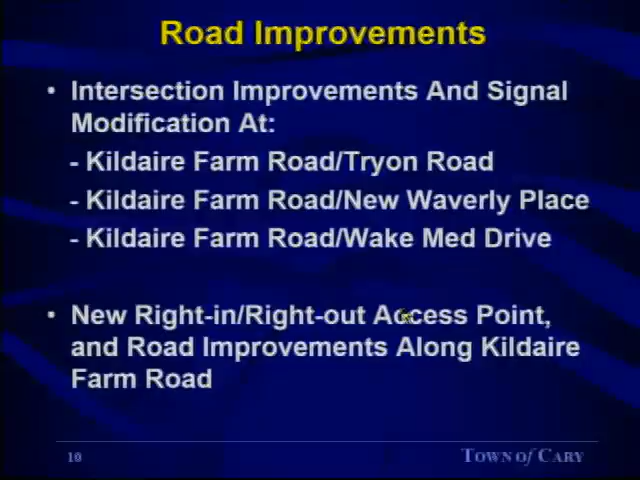 Road Improvements
• Intersection Improvements And Signal
Modification At:
- Kildaire Farm Road/Tryon Road
- Kildaire Farm Road/New Waverly Place
- Kildaire Farm Road/Wake Med Drive
• New Right-in/Right-out Access Point,
and Road Improvements Along Kildaire
Farm Road
10
TOWN of CARY